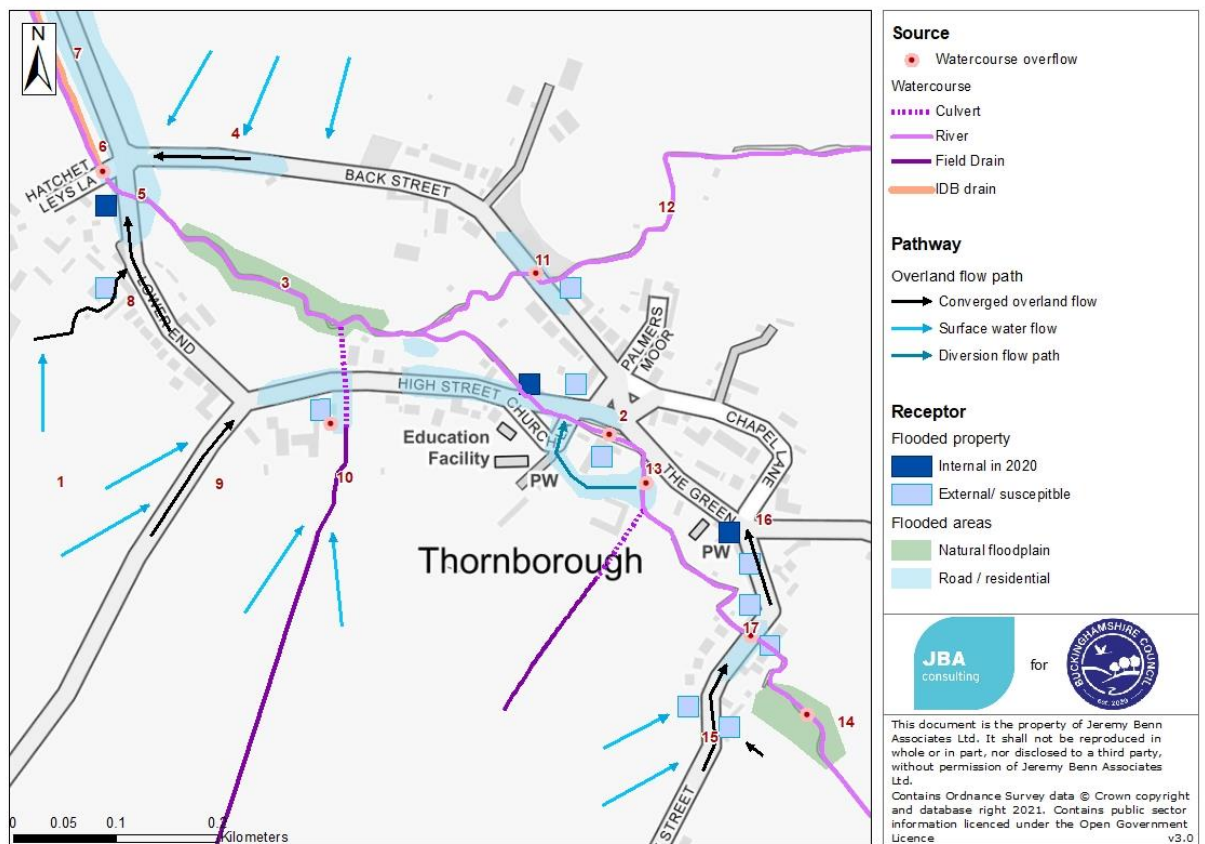 N
7
4
6
HATCHET
LEYS LA
5
BACK STREET
12
11
3
8
LOWER END
PALMERS
MOOR
HIGH STREET
CHURCH
2
CHAPEL LANE
Education
Facility
PW
13
THE GREEN
1
9
10
16
PW
Thornborough
17
14
15
STREET
0 0.05 0.1 0.2
Kilometers
Source
Watercourse overflow
Watercourse
Culvert
River
Field Drain
IDB drain
Pathway
Overland flow path
Converged overland flow
Surface water flow
Diversion flow path
Receptor
Flooded property
Internal in 2020
External/ suscepitble
Flooded areas
Natural floodplain
Road / residential
JBA
consulting
for
BUCKINGHAMSHIRE COUNCIL
est. 2020
This document is the property of Jeremy Benn
Associates Ltd. It shall not be reproduced in
whole or in part, nor disclosed to a third party,
without permission of Jeremy Benn Associates
Ltd.
Contains Ordnance Survey data © Crown copyright
and database right 2021. Contains public sector
information licenced under the Open Government
Licence v3.0